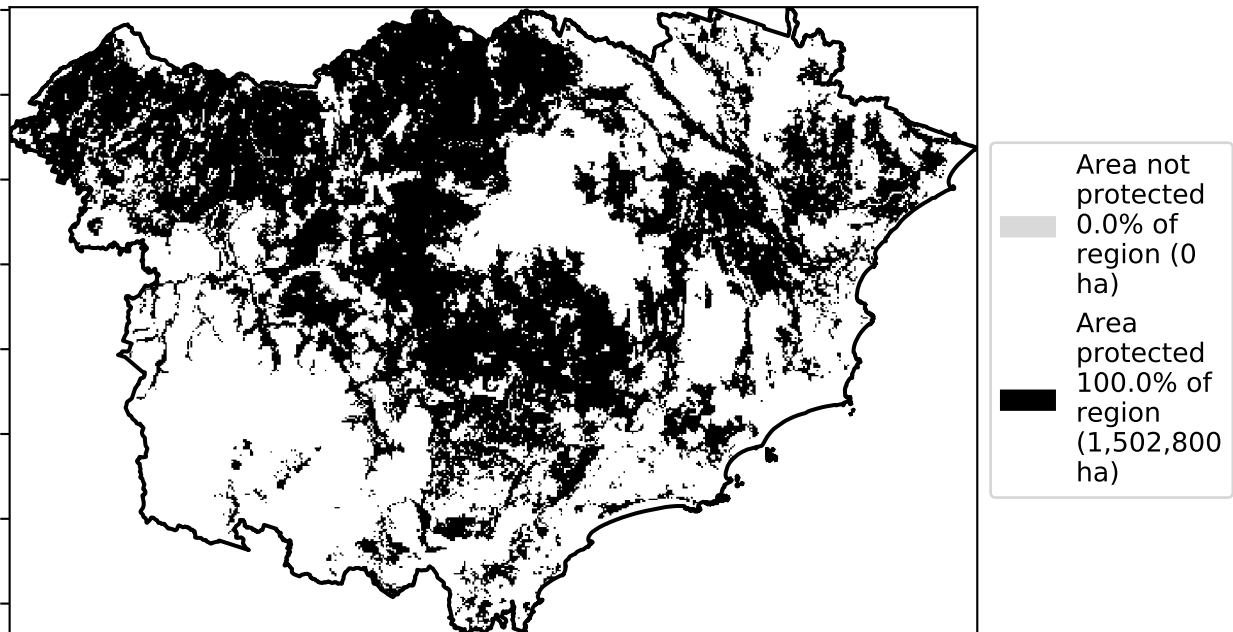 Area not
protected
0.0% of
region (0
ha)
Area
protected
100.0% of
region
(1,502,800
ha)